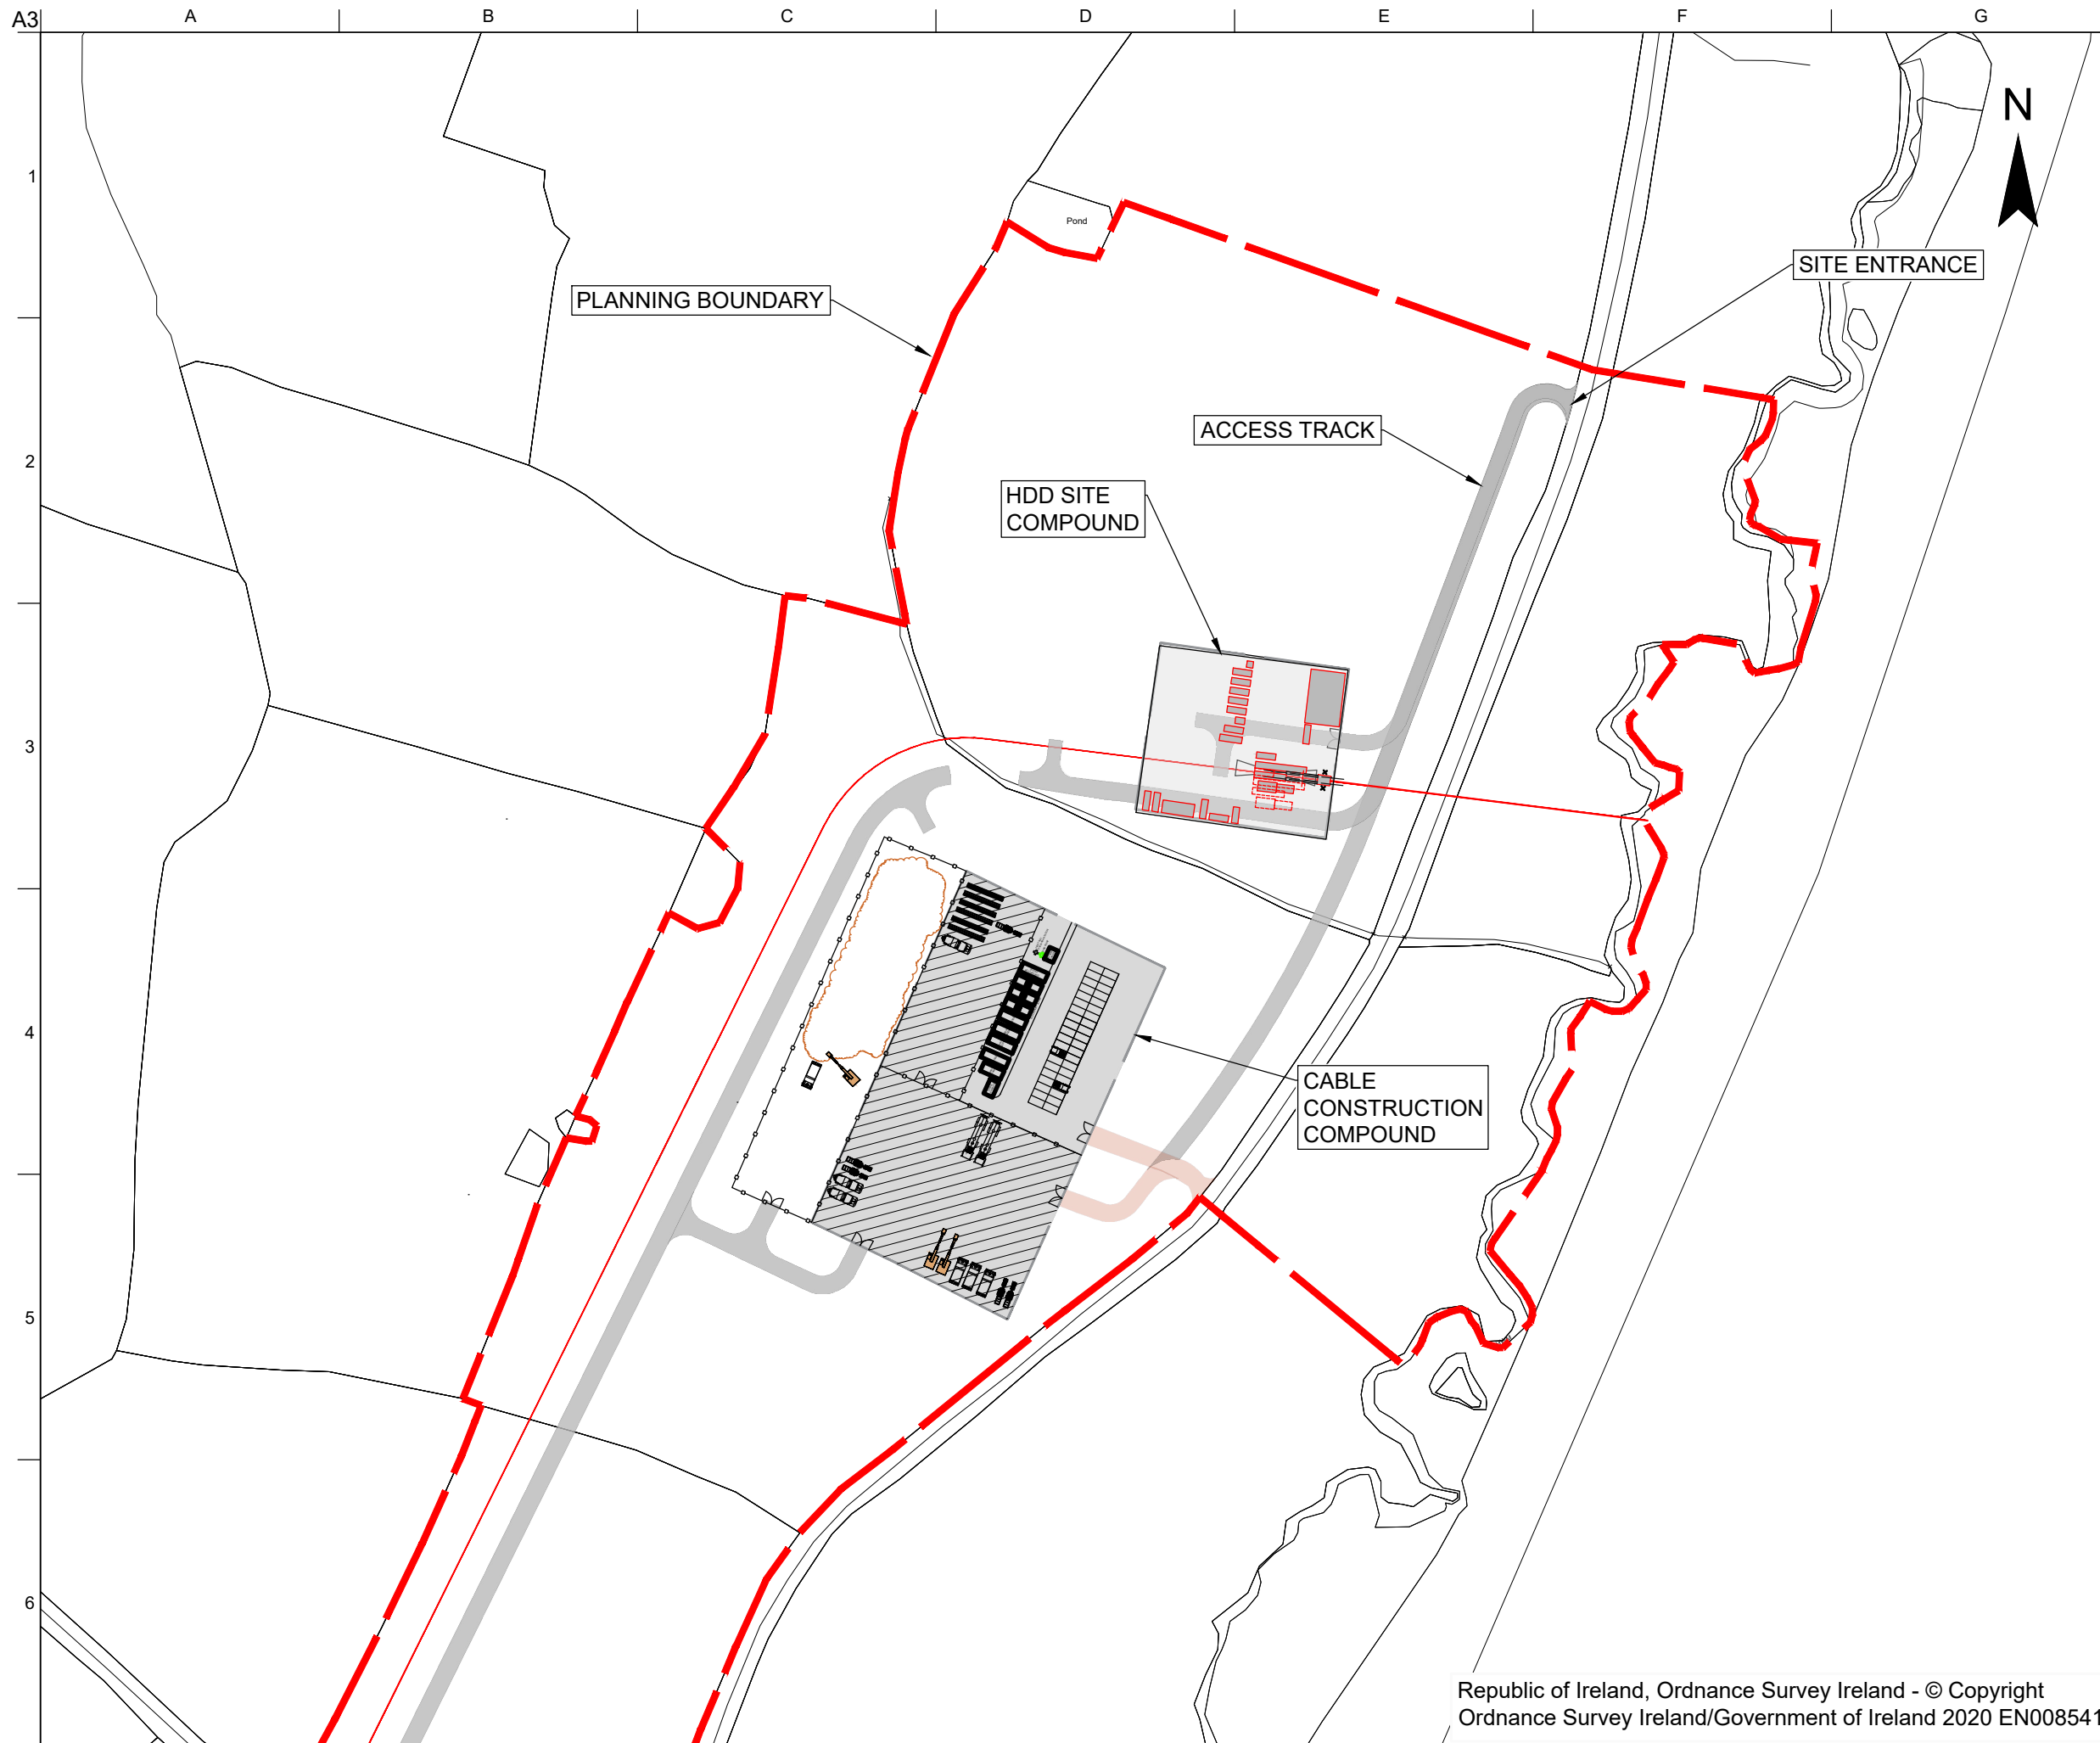 A3
A B C D E F G
N
1
Pond
SITE ENTRANCE
PLANNING BOUNDARY
ACCESS TRACK
2
HDD SITE
COMPOUND
3
4
CABLE
CONSTRUCTION
COMPOUND
5
6
Republic of Ireland, Ordnance Survey Ireland - © Copyright
Ordnance Survey Ireland/Government of Ireland 2020 EN008541